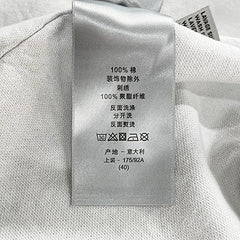 100% 棉
装饰物除外
刺绣
100% 聚酯纤维
反面洗涤
分开洗
反面熨烫
产地 - 意大利
上装 - 175/92A
(40)